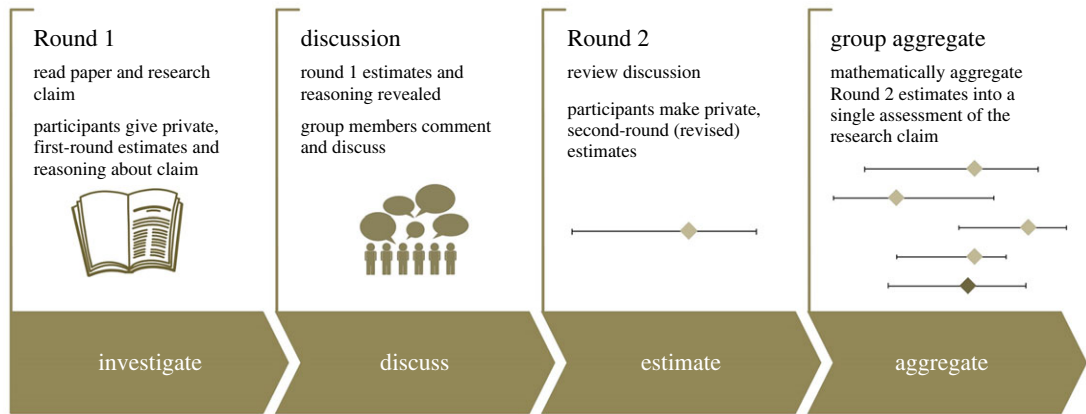 Round 1
read paper and research
claim
participants give private,
first-round estimates and
reasoning about claim
discussion
round 1 estimates and
reasoning revealed
group members comment
and discuss
Round 2
review discussion
participants make private,
second-round (revised)
estimates
group aggregate
mathematically aggregate
Round 2 estimates into a
single assessment of the
research claim
investigate
discuss
estimate
aggregate